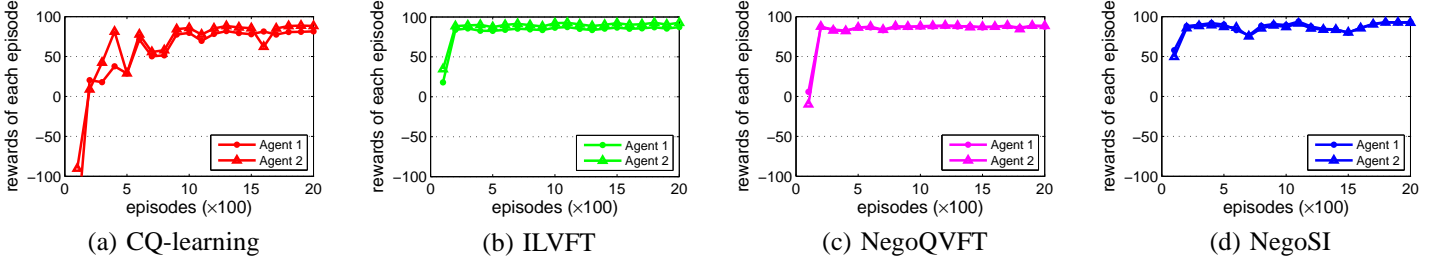 rewards of each episode
100
50
0
−50
−100
0
5
10
15
20
episodes (×100)
Agent 1
Agent 2
(a) CQ-learning
rewards of each episode
100
50
0
−50
−100
0
5
10
15
20
episodes (×100)
Agent 1
Agent 2
(b) ILVFT
rewards of each episode
100
50
0
−50
−100
0
5
10
15
20
episodes (×100)
Agent 1
Agent 2
(c) NegoQVFT
rewards of each episode
100
50
0
−50
−100
0
5
10
15
20
episodes (×100)
Agent 1
Agent 2
(d) NegoSI